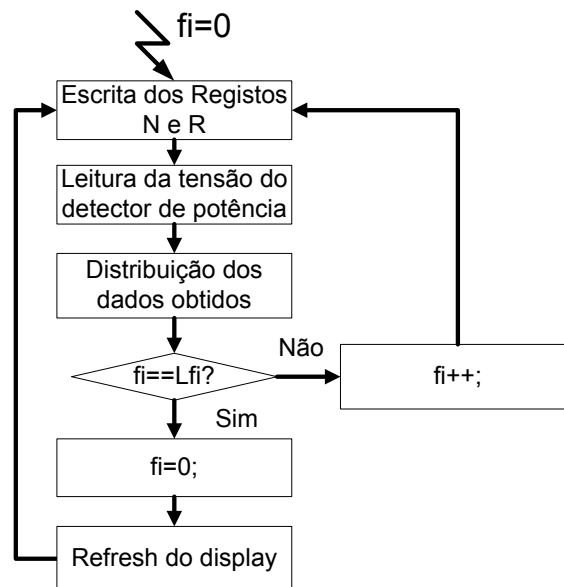 fi=0
Escrita dos Registos
N e R
Leitura da tensão do
detector de potência
Distribuição dos
dados obtidos
fi==Lfi?
Não
fi++;
Sim
fi=0;
Refresh do display